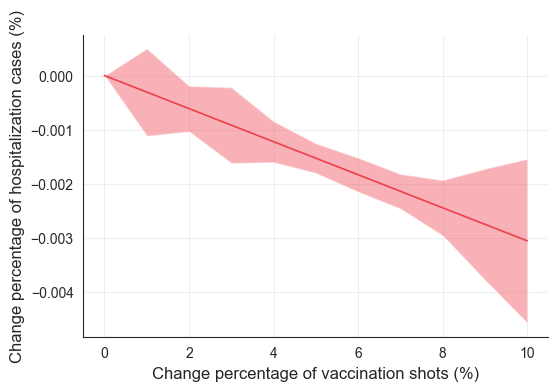 Change percentage of hospitalization cases (%)
0.000
−0.001
−0.002
−0.003
−0.004
0 2 4 6 8 10
Change percentage of vaccination shots (%)